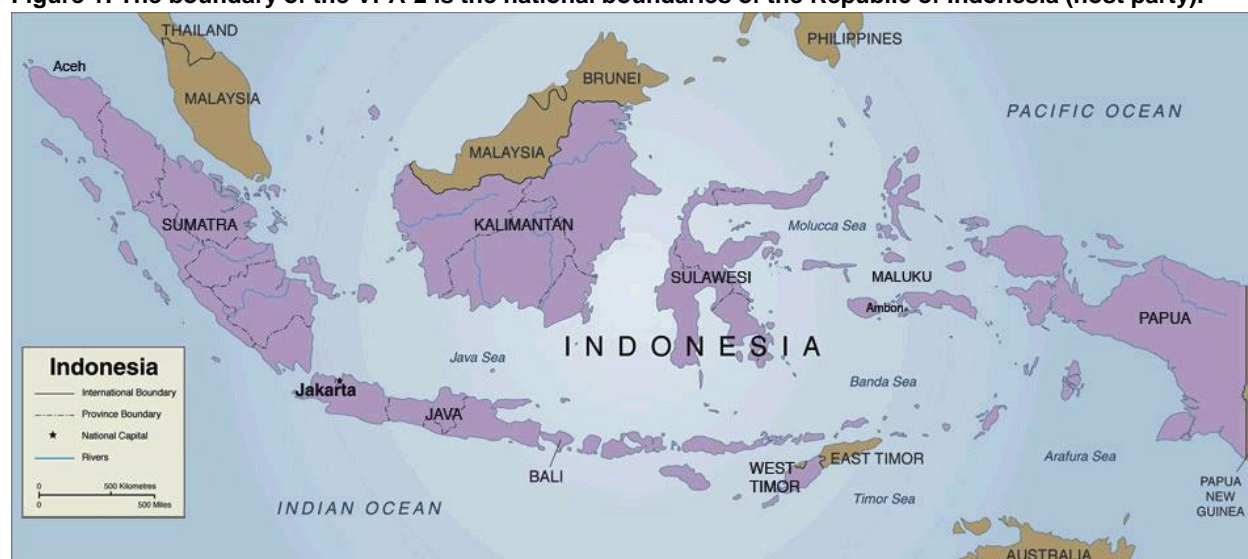 Figure 1: The boundary of the VPA-2 is the national boundaries of the Republic of Indonesia (host party).
THAILAND
PHILIPPINES
Aceh
BRUNEI
MALAYSIA
PACIFIC OCEAN
MALAYSIA
SUMATRA
KALIMANTAN
Molucca Sea
SULAWESI
MALUKU
Ambon
PAPUA
INDONESIA
Java Sea
Banda Sea
Indonesia
International Boundary
Province Boundary
National Capital
Rivers
0 500 Kilometres
0 500 Miles
Jakarta
JAVA
BALI
WEST
TIMOR
EAST TIMOR
Arafura Sea
Timor Sea
INDIAN OCEAN
PAPUA
NEW
GUINEA
AUSTRALIA